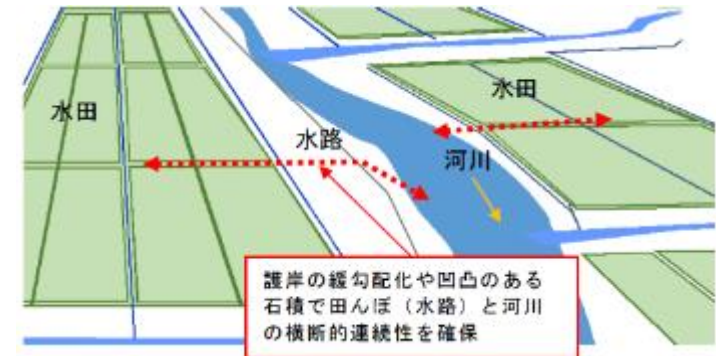 水田
水田
水路
河川
護岸の緩勾配化や凹凸のある
石積で田んぼ（水路）と河川
の横断的連続性を確保